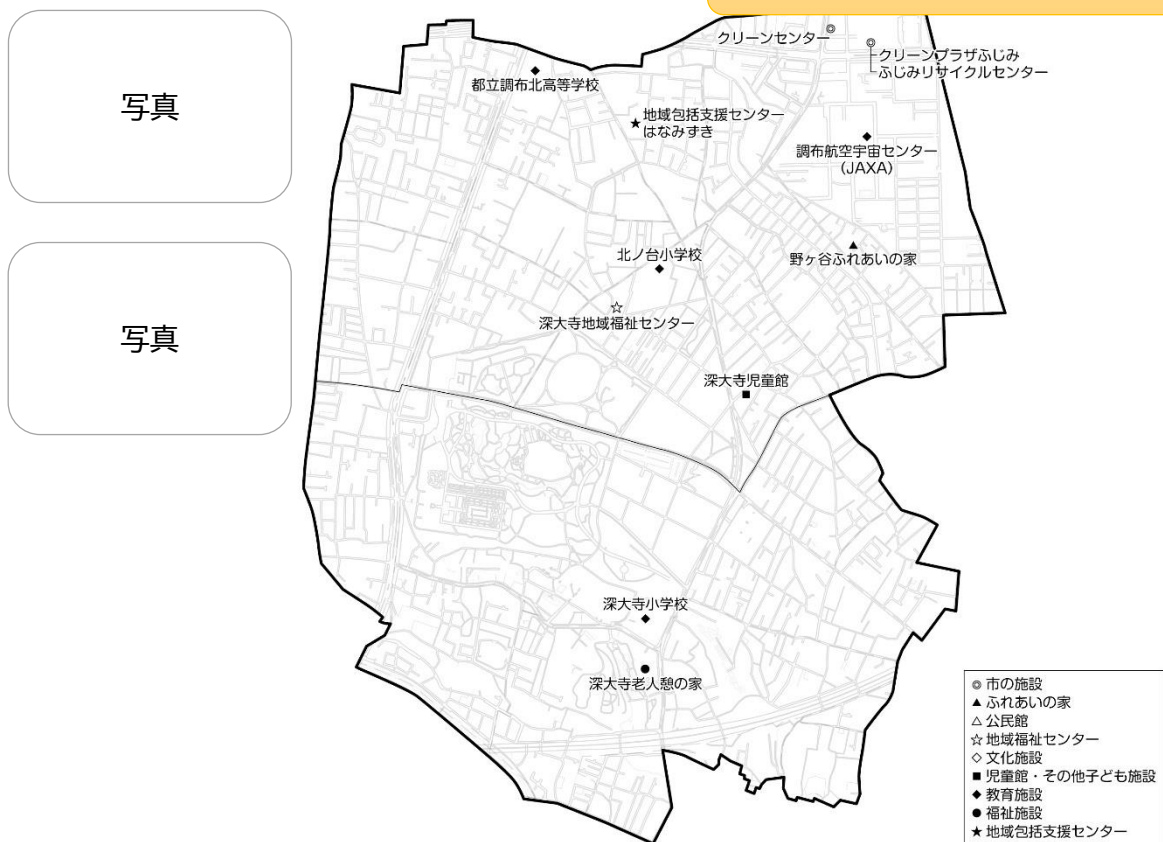 写真
写真
クリーンセンター
クリーンプラザふじみ
ふじみリサイクルセンター
都立調布北高等学校
地域包括支援センター
はなみずき
調布航空宇宙センター
(JAXA)
北ノ台小学校
野ヶ谷ふれあいの家
深大寺地域福祉センター
深大寺児童館
深大寺小学校
深大寺老人憩の家
◎ 市の施設
▲ ふれあいの家
△ 公民館
☆ 地域福祉センター
◇ 文化施設
■ 児童館・その他子ども施設
◆ 教育施設
● 福祉施設
★ 地域包括支援センター